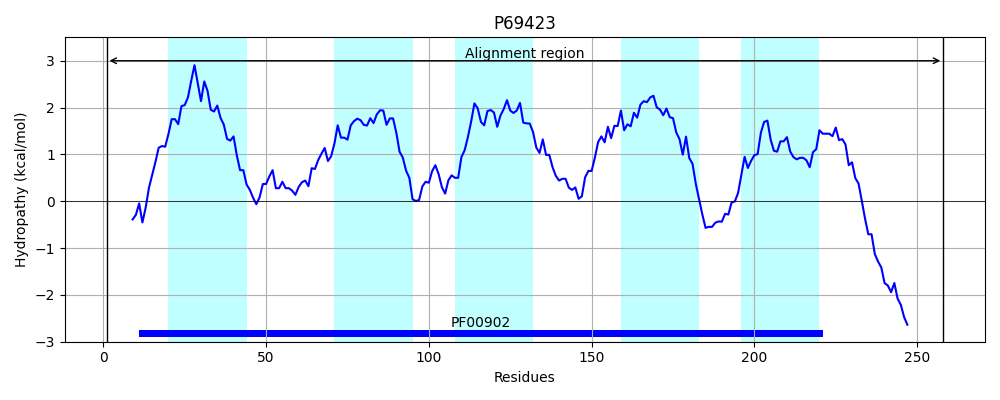 P69423
Alignment region
3
2
1
0
−1
−2
−3
Hydropathy (kcal/mol)
PF00902
0
50
100
150
200
250
Residues